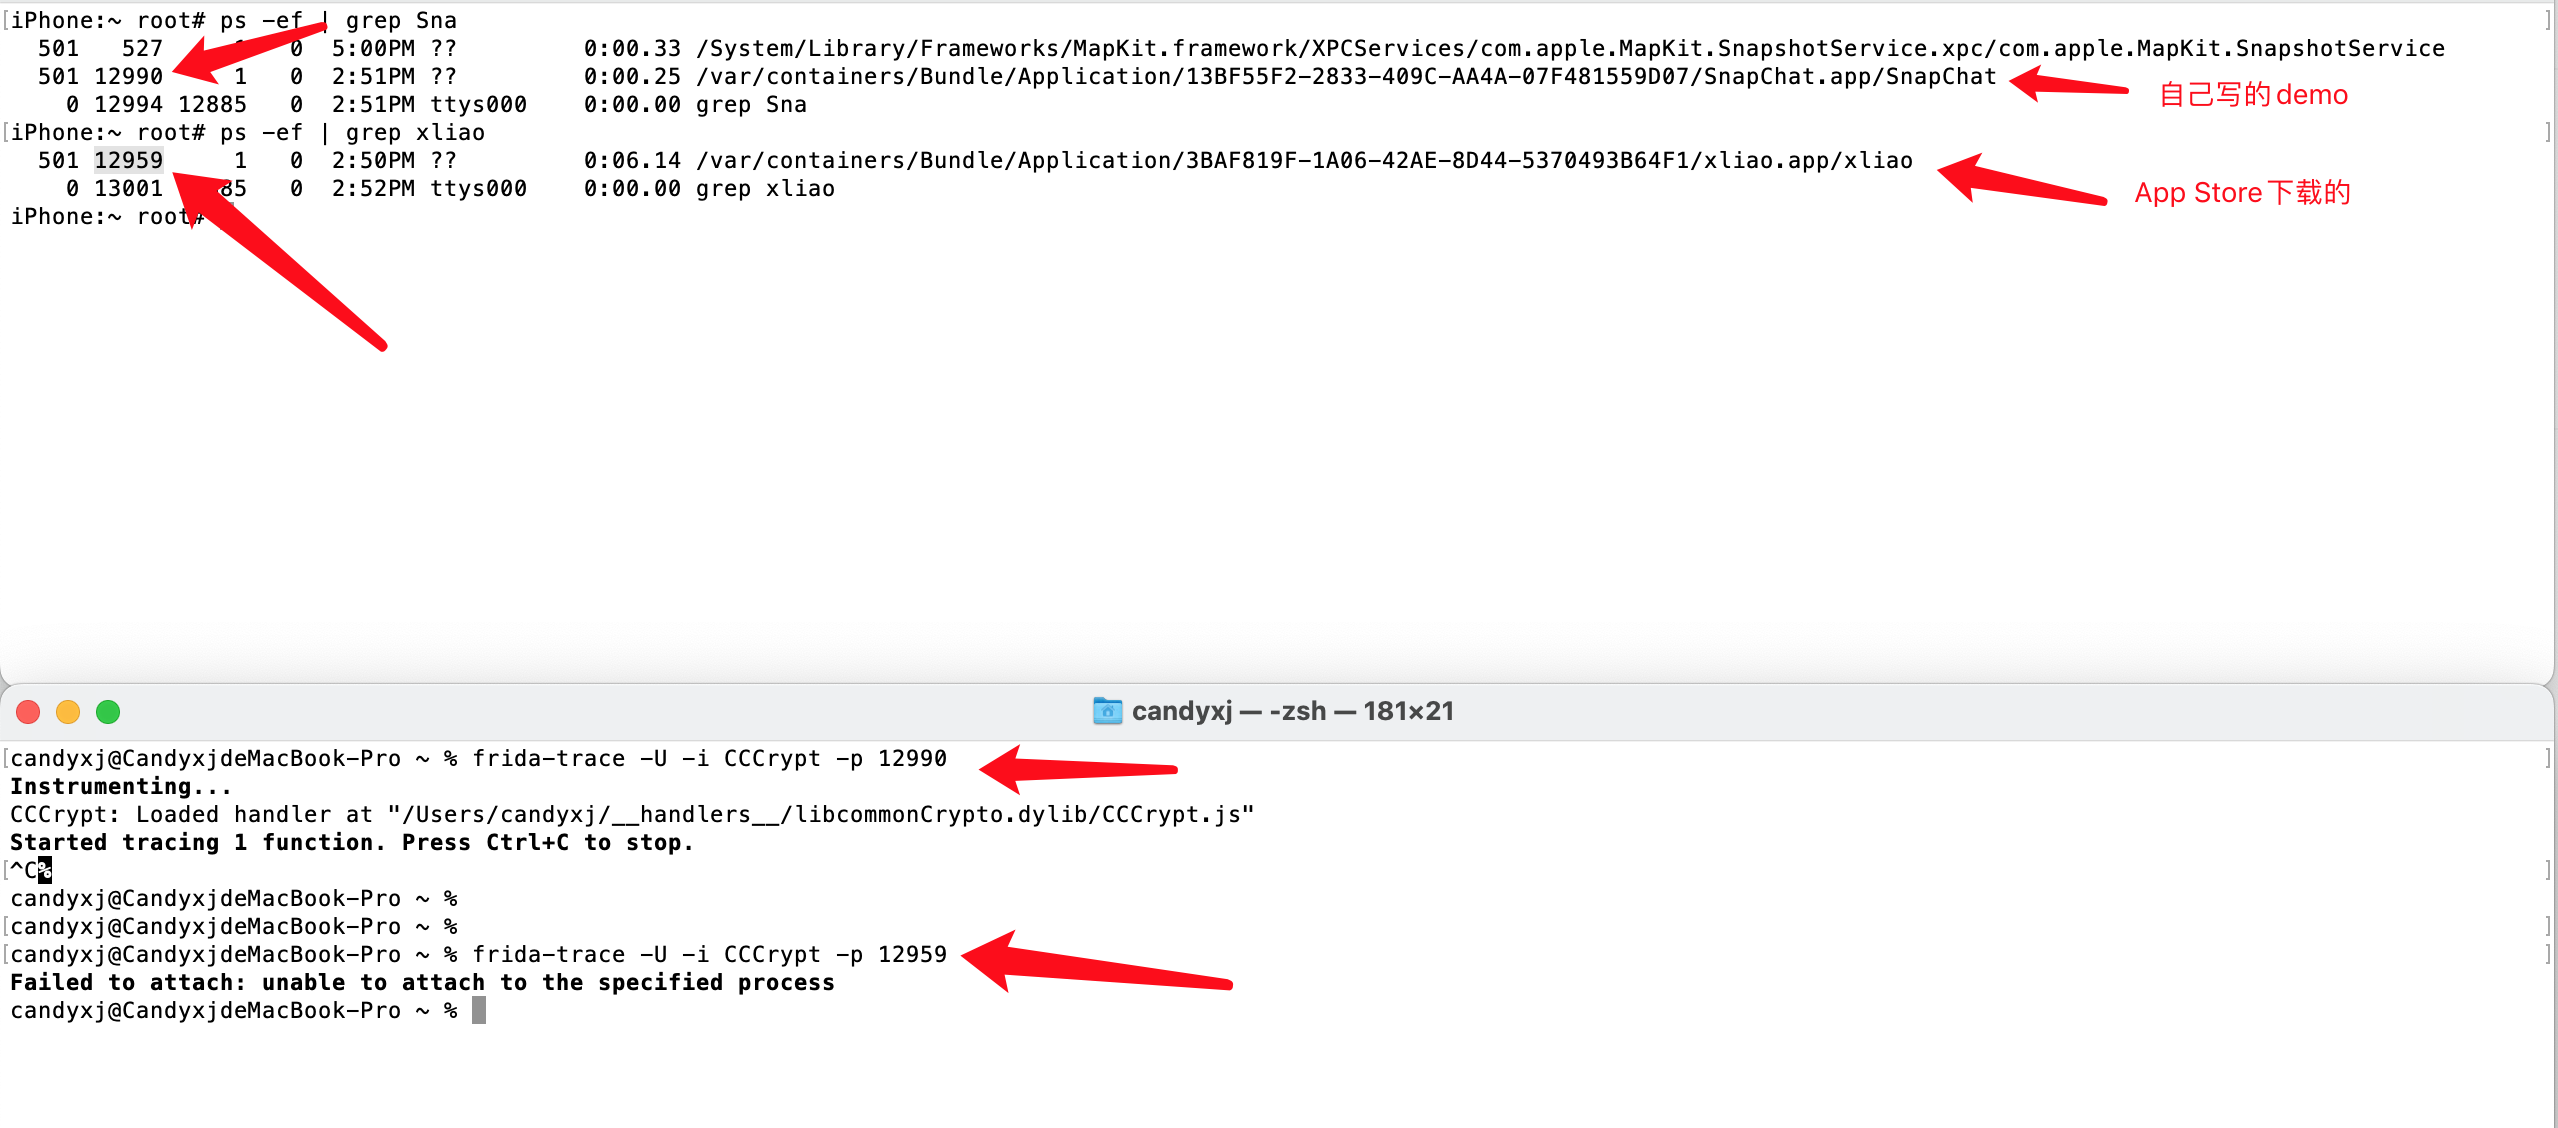 iPhone:~ root# ps -ef | grep Sna
501 527 0 5:00PM ?? 0:00.33 /System/Library/Frameworks/MapKit.framework/XPCServices/com.apple.MapKit.SnapshotService.xpc/com.apple.MapKit.SnapshotService
501 12990 1 0 2:51PM ?? 0:00.25 /var/containers/Bundle/Application/13BF55F2-2833-409C-AA4A-07F481559D07/SnapChat.app/SnapChat
自己写的demo
0 12994 12885 0 2:51PM ttys000 0:00.00 grep Sna
iPhone:~ root# ps -ef | grep xliao
501 12959 1 0 2:50PM ?? 0:06.14 /var/containers/Bundle/Application/3BAF819F-1A06-42AE-8D44-5370493B64F1/xliao.app/xliao
App Store下载的
0 13001 85 0 2:52PM ttys000 0:00.00 grep xliao
iPhone:~ root#
candyxj — -zsh — 181×21
candyxj@CandyxjdeMacBook-Pro ~ % frida-trace -U -i CCCrypt -p 12990
Instrumenting...
CCCrypt: Loaded handler at "/Users/candyxj/__handlers__/libcommonCrypto.dylib/CCCrypt.js"
Started tracing 1 function. Press Ctrl+C to stop.
^C%
candyxj@CandyxjdeMacBook-Pro ~ %
candyxj@CandyxjdeMacBook-Pro ~ %
candyxj@CandyxjdeMacBook-Pro ~ % frida-trace -U -i CCCrypt -p 12959
Failed to attach: unable to attach to the specified process
candyxj@CandyxjdeMacBook-Pro ~ %